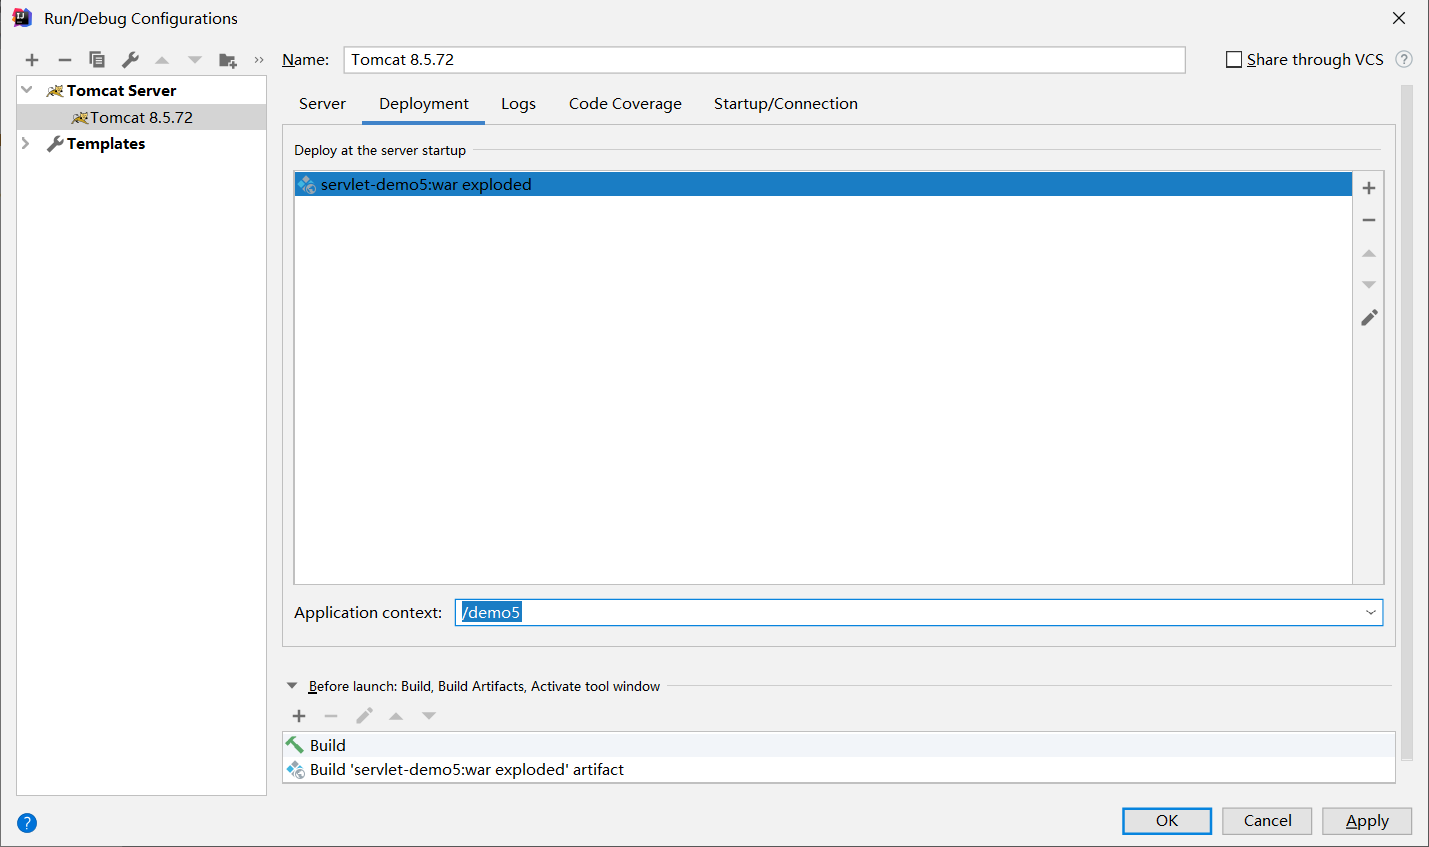 Run/Debug Configurations
Name: Tomcat 8.5.72
Share through VCS ?
Tomcat Server
Tomcat 8.5.72
Templates
Server Deployment Logs Code Coverage Startup/Connection
Deploy at the server startup
servlet-demo5:war exploded
Application context: /demo5
Before launch: Build, Build Artifacts, Activate tool window
Build
Build 'servlet-demo5:war exploded' artifact
? OK Cancel Apply